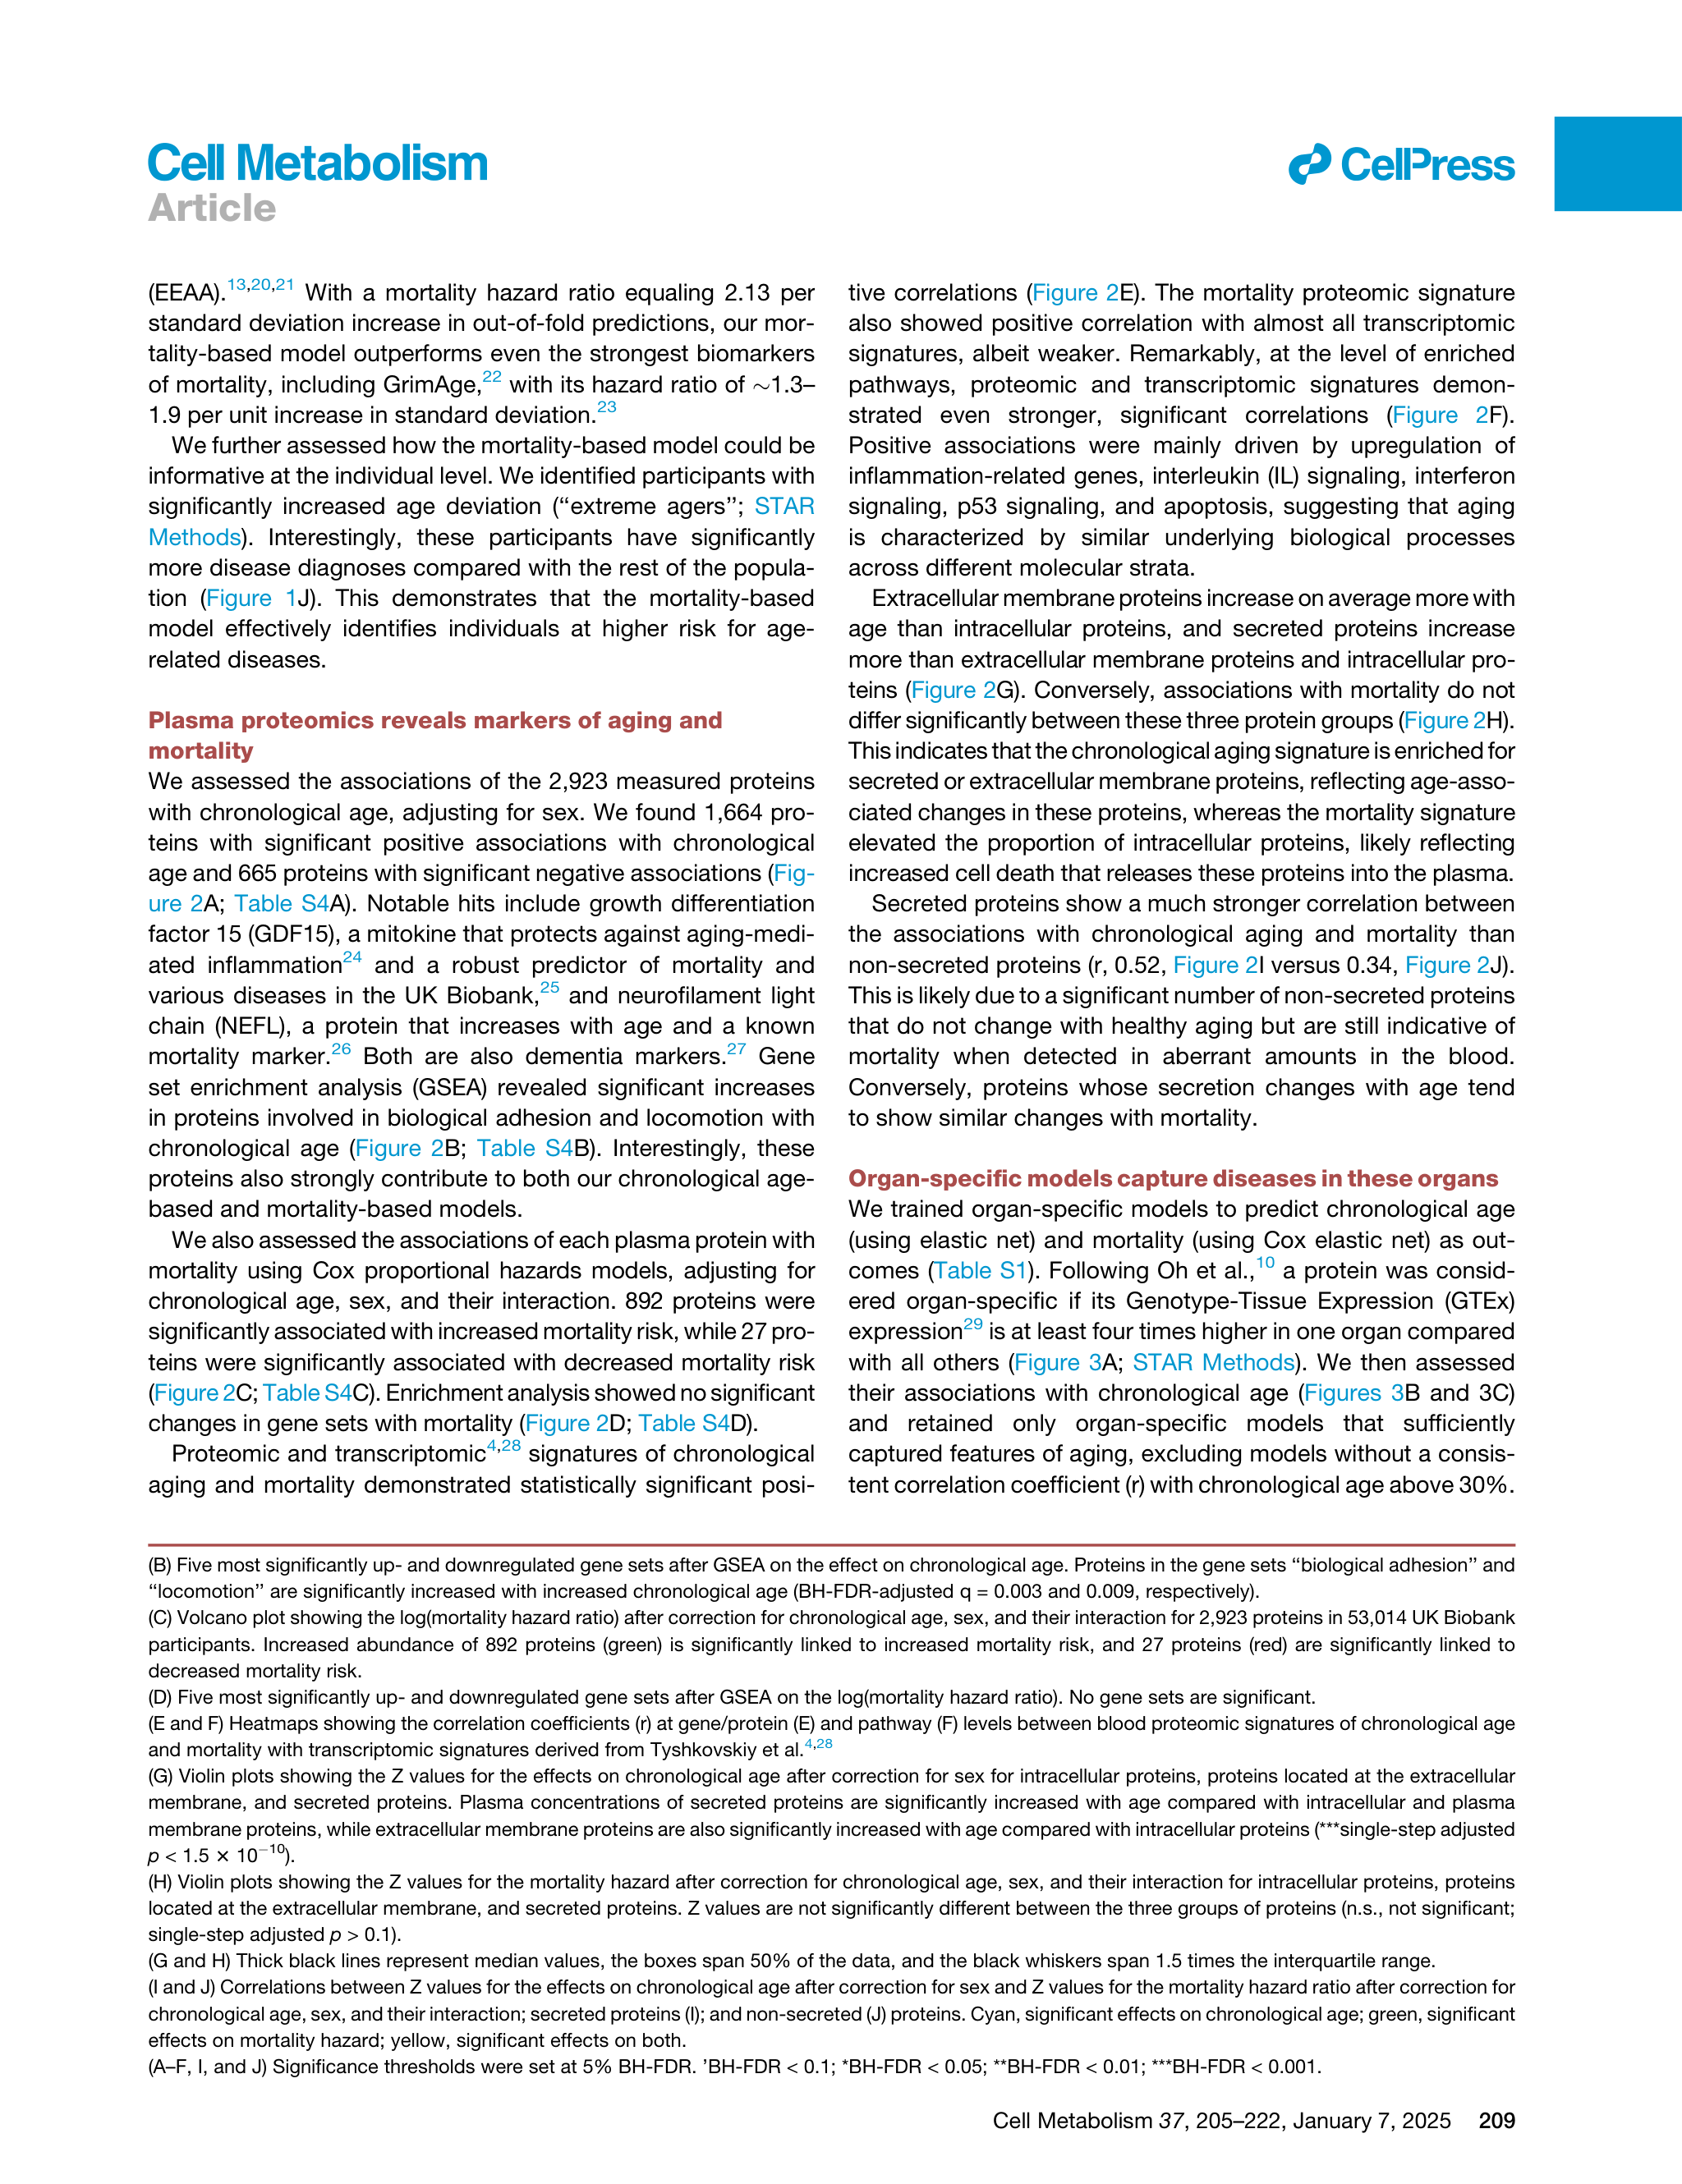 Cell Metabolism
Article
CellPress
(EEAA).13,20,21 With a mortality hazard ratio equaling 2.13 per
standard deviation increase in out-of-fold predictions, our mor-
tality-based model outperforms even the strongest biomarkers
of mortality, including GrimAge,22 with its hazard ratio of ~1.3–
1.9 per unit increase in standard deviation.23
We further assessed how the mortality-based model could be
informative at the individual level. We identified participants with
significantly increased age deviation (“extreme agers”; STAR
Methods). Interestingly, these participants have significantly
more disease diagnoses compared with the rest of the popula-
tion (Figure 1J). This demonstrates that the mortality-based
model effectively identifies individuals at higher risk for age-
related diseases.
Plasma proteomics reveals markers of aging and
mortality
We assessed the associations of the 2,923 measured proteins
with chronological age, adjusting for sex. We found 1,664 pro-
teins with significant positive associations with chronological
age and 665 proteins with significant negative associations (Fig-
ure 2A; Table S4A). Notable hits include growth differentiation
factor 15 (GDF15), a mitokine that protects against aging-medi-
ated inflammation24 and a robust predictor of mortality and
various diseases in the UK Biobank,25 and neurofilament light
chain (NEFL), a protein that increases with age and a known
mortality marker.26 Both are also dementia markers.27 Gene
set enrichment analysis (GSEA) revealed significant increases
in proteins involved in biological adhesion and locomotion with
chronological age (Figure 2B; Table S4B). Interestingly, these
proteins also strongly contribute to both our chronological age-
based and mortality-based models.
We also assessed the associations of each plasma protein with
mortality using Cox proportional hazards models, adjusting for
chronological age, sex, and their interaction. 892 proteins were
significantly associated with increased mortality risk, while 27 pro-
teins were significantly associated with decreased mortality risk
(Figure 2C; Table S4C). Enrichment analysis showed no significant
changes in gene sets with mortality (Figure 2D; Table S4D).
Proteomic and transcriptomic4,28 signatures of chronological
aging and mortality demonstrated statistically significant posi-
tive correlations (Figure 2E). The mortality proteomic signature
also showed positive correlation with almost all transcriptomic
signatures, albeit weaker. Remarkably, at the level of enriched
pathways, proteomic and transcriptomic signatures demon-
strated even stronger, significant correlations (Figure 2F).
Positive associations were mainly driven by upregulation of
inflammation-related genes, interleukin (IL) signaling, interferon
signaling, p53 signaling, and apoptosis, suggesting that aging
is characterized by similar underlying biological processes
across different molecular strata.
Extracellular membrane proteins increase on average more with
age than intracellular proteins, and secreted proteins increase
more than extracellular membrane proteins and intracellular pro-
teins (Figure 2G). Conversely, associations with mortality do not
differ significantly between these three protein groups (Figure 2H).
This indicates that the chronological aging signature is enriched for
secreted or extracellular membrane proteins, reflecting age-asso-
ciated changes in these proteins, whereas the mortality signature
elevated the proportion of intracellular proteins, likely reflecting
increased cell death that releases these proteins into the plasma.
Secreted proteins show a much stronger correlation between
the associations with chronological aging and mortality than
non-secreted proteins (r, 0.52, Figure 2I versus 0.34, Figure 2J).
This is likely due to a significant number of non-secreted proteins
that do not change with healthy aging but are still indicative of
mortality when detected in aberrant amounts in the blood.
Conversely, proteins whose secretion changes with age tend
to show similar changes with mortality.
Organ-specific models capture diseases in these organs
We trained organ-specific models to predict chronological age
(using elastic net) and mortality (using Cox elastic net) as out-
comes (Table S1). Following Oh et al.,10 a protein was consid-
ered organ-specific if its Genotype-Tissue Expression (GTEx)
expression29 is at least four times higher in one organ compared
with all others (Figure 3A; STAR Methods). We then assessed
their associations with chronological age (Figures 3B and 3C)
and retained only organ-specific models that sufficiently
captured features of aging, excluding models without a consis-
tent correlation coefficient (r) with chronological age above 30%.
(B) Five most significantly up- and downregulated gene sets after GSEA on the effect on chronological age. Proteins in the gene sets “biological adhesion” and
“locomotion” are significantly increased with increased chronological age (BH-FDR-adjusted q = 0.003 and 0.009, respectively).
(C) Volcano plot showing the log(mortality hazard ratio) after correction for chronological age, sex, and their interaction for 2,923 proteins in 53,014 UK Biobank
participants. Increased abundance of 892 proteins (green) is significantly linked to increased mortality risk, and 27 proteins (red) are significantly linked to
decreased mortality risk.
(D) Five most significantly up- and downregulated gene sets after GSEA on the log(mortality hazard ratio). No gene sets are significant.
(E and F) Heatmaps showing the correlation coefficients (r) at gene/protein (E) and pathway (F) levels between blood proteomic signatures of chronological age
and mortality with transcriptomic signatures derived from Tyshkovskiy et al.4,28
(G) Violin plots showing the Z values for the effects on chronological age after correction for sex for intracellular proteins, proteins located at the extracellular
membrane, and secreted proteins. Plasma concentrations of secreted proteins are significantly increased with age compared with intracellular and plasma
membrane proteins, while extracellular membrane proteins are also significantly increased with age compared with intracellular proteins (***single-step adjusted
p < 1.5 × 10−10).
(H) Violin plots showing the Z values for the mortality hazard after correction for chronological age, sex, and their interaction for intracellular proteins, proteins
located at the extracellular membrane, and secreted proteins. Z values are not significantly different between the three groups of proteins (n.s., not significant;
single-step adjusted p > 0.1).
(G and H) Thick black lines represent median values, the boxes span 50% of the data, and the black whiskers span 1.5 times the interquartile range.
(I and J) Correlations between Z values for the effects on chronological age after correction for sex and Z values for the mortality hazard ratio after correction for
chronological age, sex, and their interaction; secreted proteins (I); and non-secreted (J) proteins. Cyan, significant effects on chronological age; green, significant
effects on mortality hazard; yellow, significant effects on both.
(A–F, I, and J) Significance thresholds were set at 5% BH-FDR. ’BH-FDR < 0.1; *BH-FDR < 0.05; **BH-FDR < 0.01; ***BH-FDR < 0.001.
Cell Metabolism 37, 205–222, January 7, 2025 209